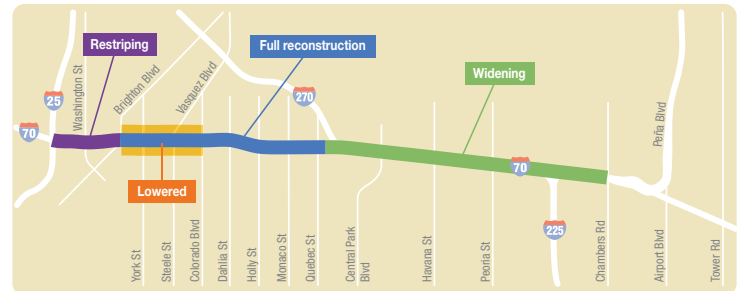 Restriping
Full reconstruction
Widening
Lowered
25
70
270
70
225
Washington St
Brighton Blvd
Vasquez Blvd
Peña Blvd
York St
Steele St
Colorado Blvd
Dahlia St
Holly St
Monaco St
Quebec St
Central Park
Blvd
Havana St
Peoria St
Chambers Rd
Airport Blvd
Tower Rd